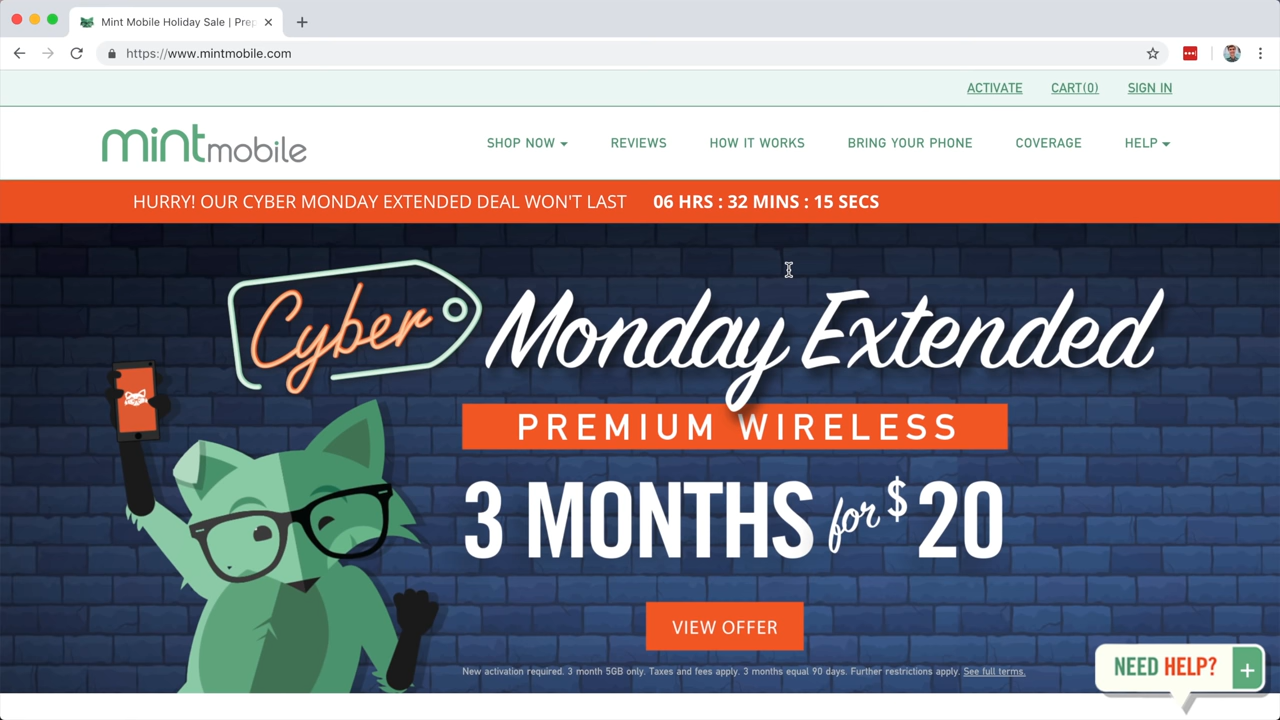 Mint Mobile Holiday Sale | Prep
https://www.mintmobile.com
ACTIVATE CART(0) SIGN IN
mintmobile
SHOP NOW REVIEWS HOW IT WORKS BRING YOUR PHONE COVERAGE HELP
HURRY! OUR CYBER MONDAY EXTENDED DEAL WON'T LAST 06 HRS : 32 MINS : 15 SECS
Cyber Monday Extended
PREMIUM WIRELESS
3 MONTHS for $20
VIEW OFFER
New activation required. 3 month 5GB only. Taxes and fees apply. 3 months equal 90 days. Further restrictions apply. See full terms.
NEED HELP? +